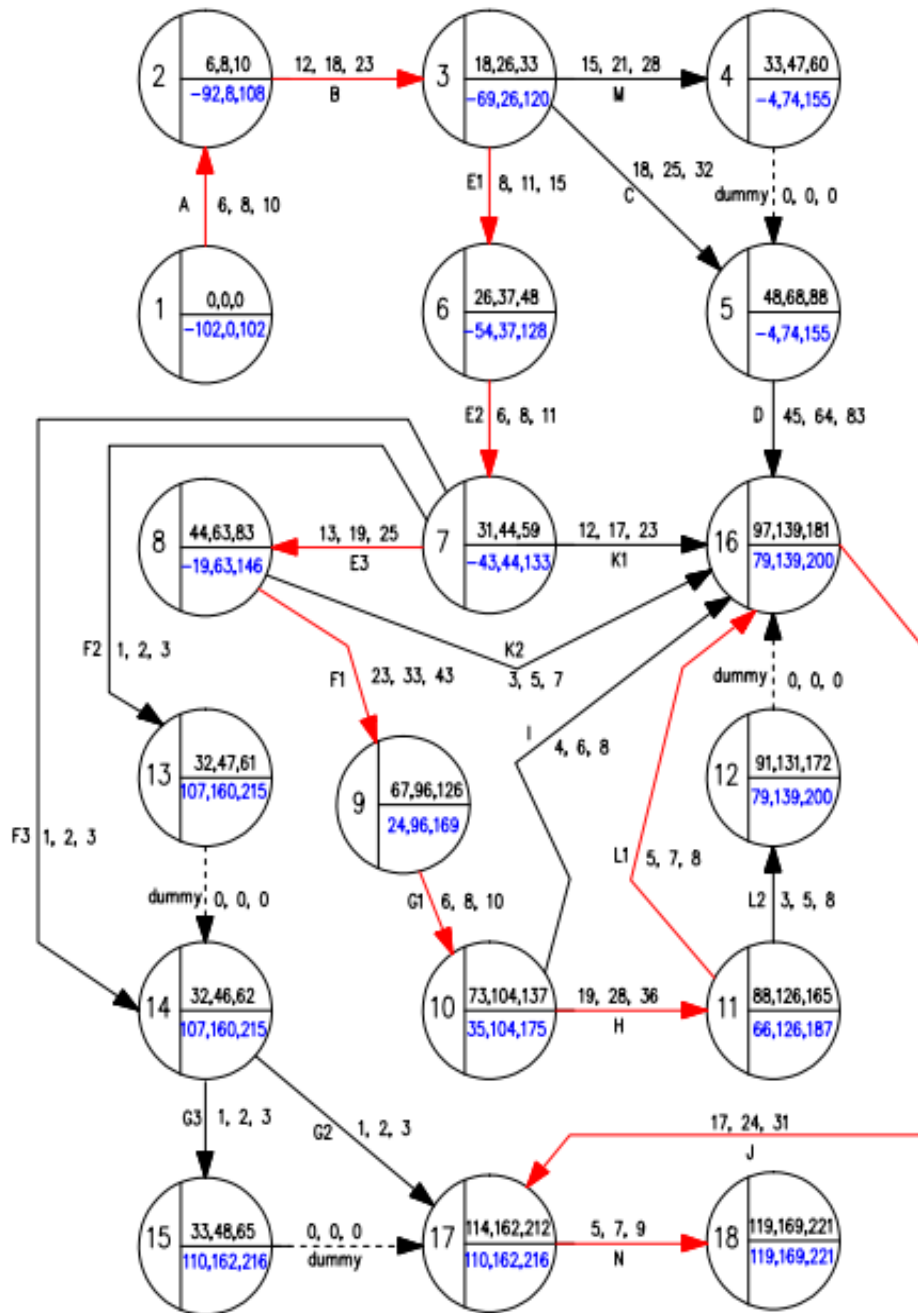 2
6,8,10
-92,8,108
12, 18, 23
B
3
18,26,33
-69,26,120
15, 21, 28
M
4
33,47,60
-4,74,155
A
6, 8, 10
E1
8, 11, 15
18, 25, 32
C
dummy
0, 0, 0
1
0,0,0
-102,0,102
6
26,37,48
-54,37,128
5
48,68,88
-4,74,155
E2
6, 8, 11
D
45, 64, 83
8
44,63,83
-19,63,146
13, 19, 25
E3
7
31,44,59
-43,44,133
12, 17, 23
K1
16
97,139,181
79,139,200
F2
1, 2, 3
F1
23, 33, 43
K2
3, 5, 7
dummy
0, 0, 0
I
4, 6, 8
13
32,47,61
107,160,215
9
67,96,126
24,96,169
12
91,131,172
79,139,200
F3
1, 2, 3
L1
5, 7, 8
dummy
0, 0, 0
G1
6, 8, 10
L2
3, 5, 8
14
32,46,62
107,160,215
10
73,104,137
35,104,175
19, 28, 36
H
11
88,126,165
66,126,187
G3
1, 2, 3
G2
1, 2, 3
17, 24, 31
J
15
33,48,65
110,162,216
0, 0, 0
dummy
17
114,162,212
110,162,216
5, 7, 9
N
18
119,169,221
119,169,221